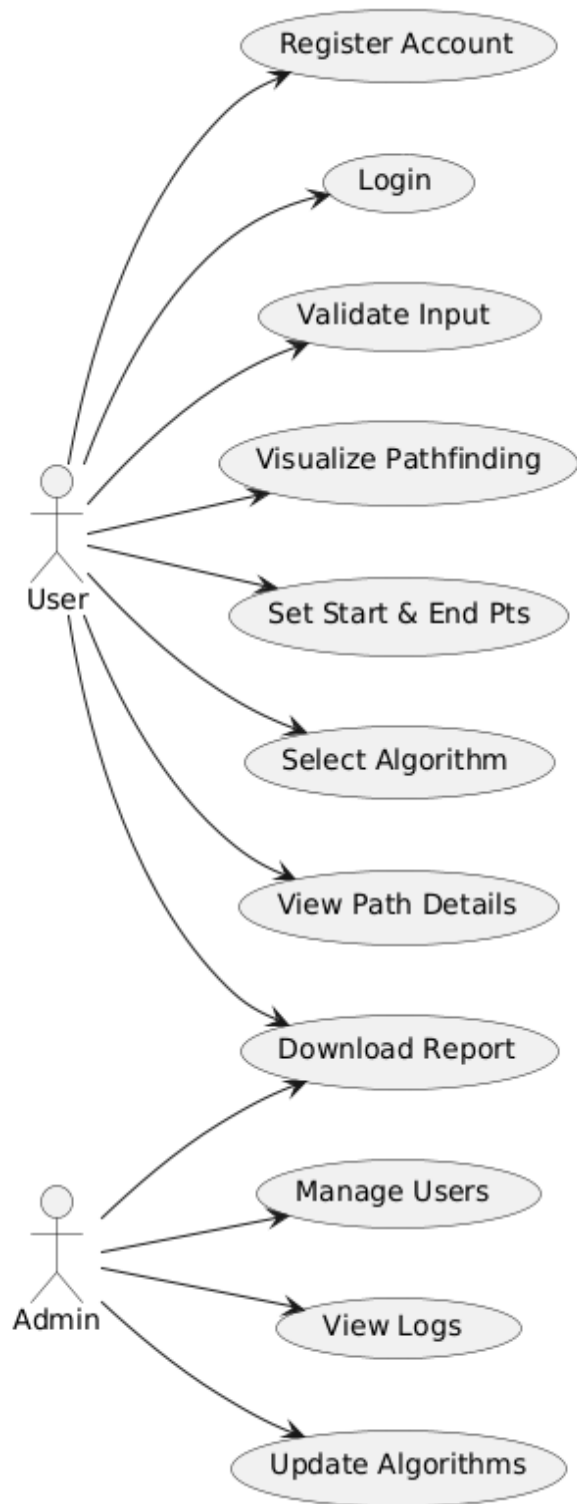 Register Account
Login
Validate Input
Visualize Pathfinding
Set Start & End Pts
User
Select Algorithm
View Path Details
Download Report
Manage Users
View Logs
Admin
Update Algorithms